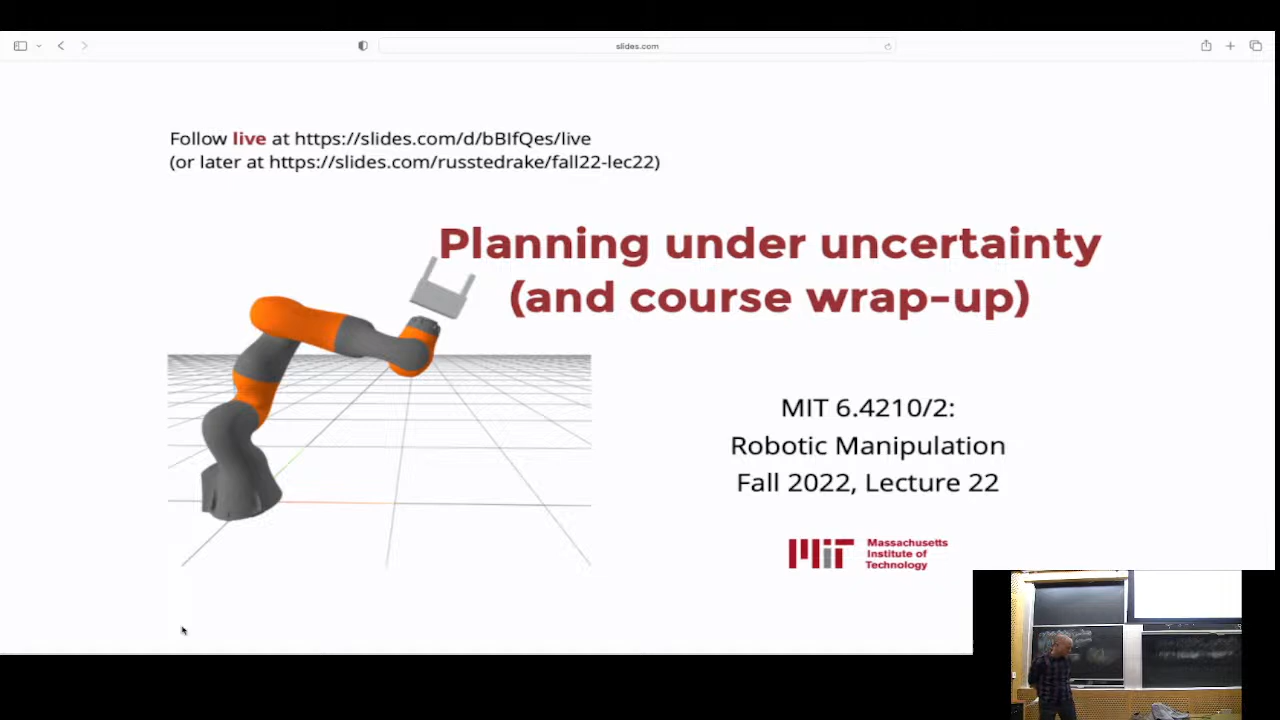 slides.com
Follow live at https://slides.com/d/bBIfQes/live
(or later at https://slides.com/russtedrake/fall22-lec22)
Planning under uncertainty
(and course wrap-up)
MIT 6.4210/2:
Robotic Manipulation
Fall 2022, Lecture 22
Massachusetts
Institute of
Technology